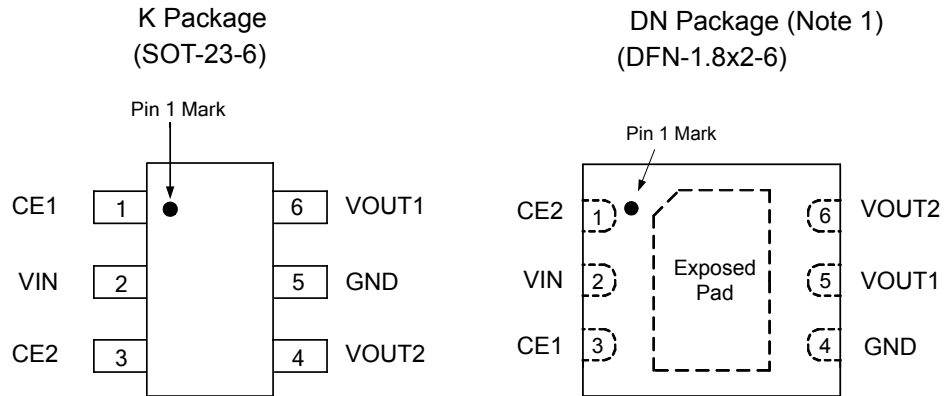 K Package
(SOT-23-6)
Pin 1 Mark
CE1 1 6 VOUT1
VIN 2 5 GND
CE2 3 4 VOUT2
DN Package (Note 1)
(DFN-1.8x2-6)
Pin 1 Mark
CE2 1 6 VOUT2
VIN 2 Exposed Pad 5 VOUT1
CE1 3 4 GND